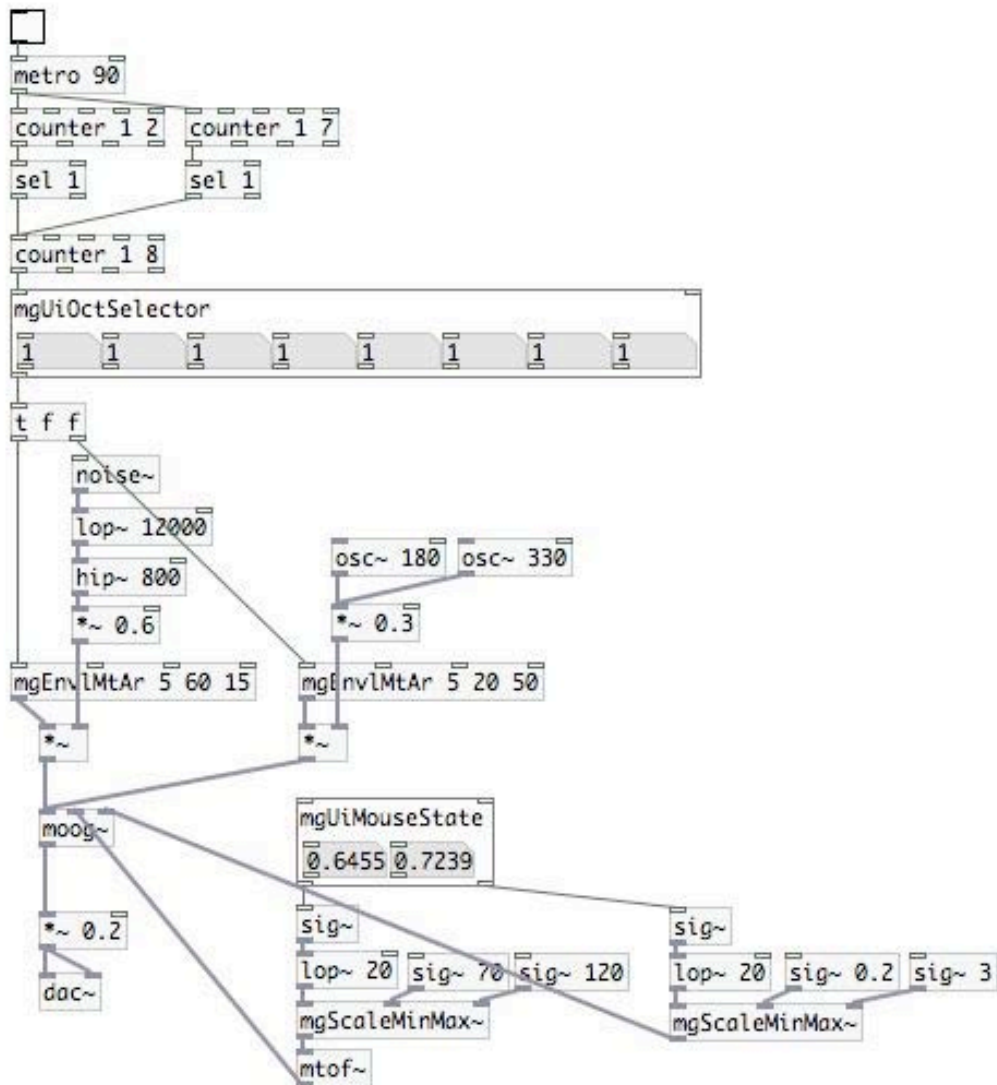 metro 90
counter 1 2 counter 1 7
sel 1 sel 1
counter 1 8
mgUiOctSelector
1 1 1 1 1 1 1 1
t f f
noise~
lop~ 12000
osc~ 180 osc~ 330
hip~ 800
*~ 0.6 *~ 0.3
mgEnvlMtAr 5 60 15 mgEnvlMtAr 5 20 50
*~ *~
mgUiMouseState
moog~
0.6455 0.7239
*~ 0.2 sig~ sig~
lop~ 20 sig~ 70 sig~ 120 lop~ 20 sig~ 0.2 sig~ 3
dac~
mgScaleMinMax~ mgScaleMinMax~
mtof~